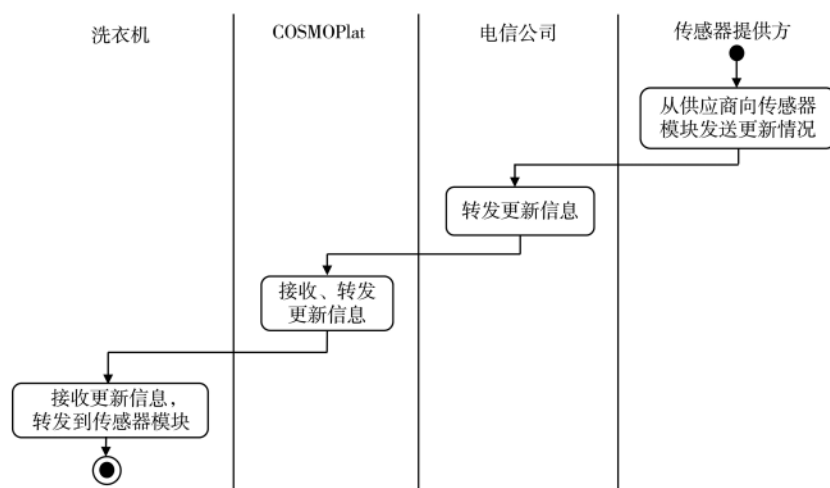 洗衣机
COSMOPlat
电信公司
传感器提供方
从供应商向传感器
模块发送更新情况
转发更新信息
接收、转发
更新信息
接收更新信息，
转发到传感器模块